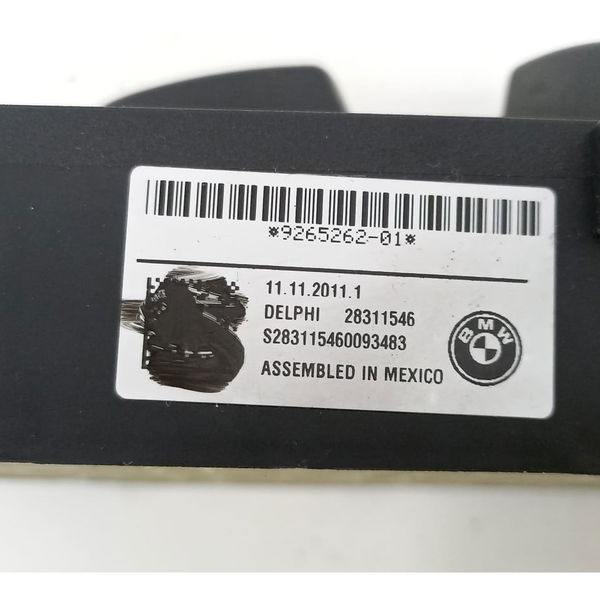 *9265262-01*
11.11.2011.1
DELPHI 28311546
S283115460093483
ASSEMBLED IN MEXICO
BMW